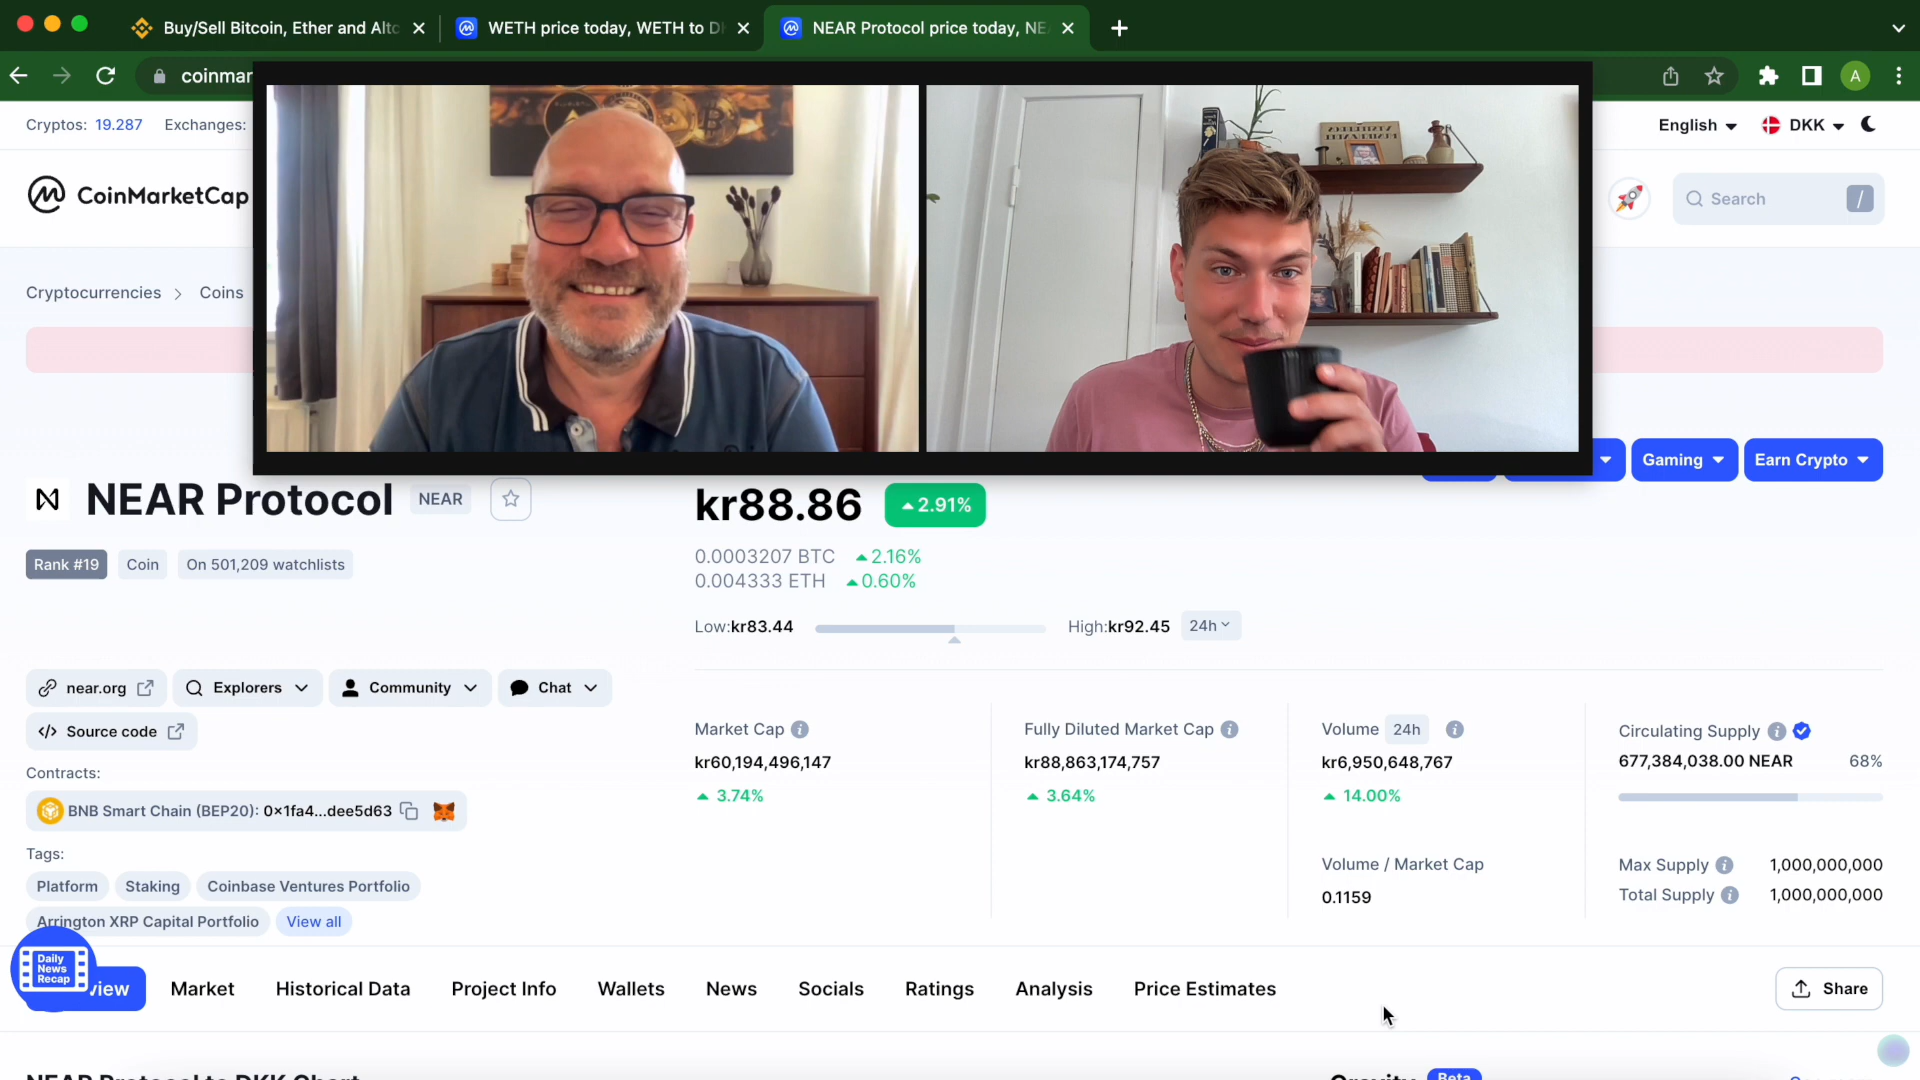 Buy/Sell Bitcoin, Ether and Altc
WETH price today, WETH to D
NEAR Protocol price today, NE
coinmar
A
Cryptos: 19.287 Exchanges:
English
DKK
CoinMarketCap
Search
/
Cryptocurrencies > Coins
Gaming
Earn Crypto
NEAR Protocol NEAR
kr88.86
2.91%
Rank #19
Coin
On 501,209 watchlists
0.0003207 BTC 2.16%
0.004333 ETH 0.60%
Low:kr83.44
High:kr92.45
24h
near.org
Explorers
Community
Chat
Source code
Market Cap
kr60,194,496,147
3.74%
Fully Diluted Market Cap
kr88,863,174,757
3.64%
Volume 24h
kr6,950,648,767
14.00%
Volume / Market Cap
0.1159
Circulating Supply
677,384,038.00 NEAR 68%
Max Supply 1,000,000,000
Total Supply 1,000,000,000
Contracts:
BNB Smart Chain (BEP20): 0x1fa4...dee5d63
Tags:
Platform
Staking
Coinbase Ventures Portfolio
Arrington XRP Capital Portfolio
View all
Daily
News
Recap
view
Market
Historical Data
Project Info
Wallets
News
Socials
Ratings
Analysis
Price Estimates
Share
NEAR Protocol to DKK Chart
Gravity
Beta